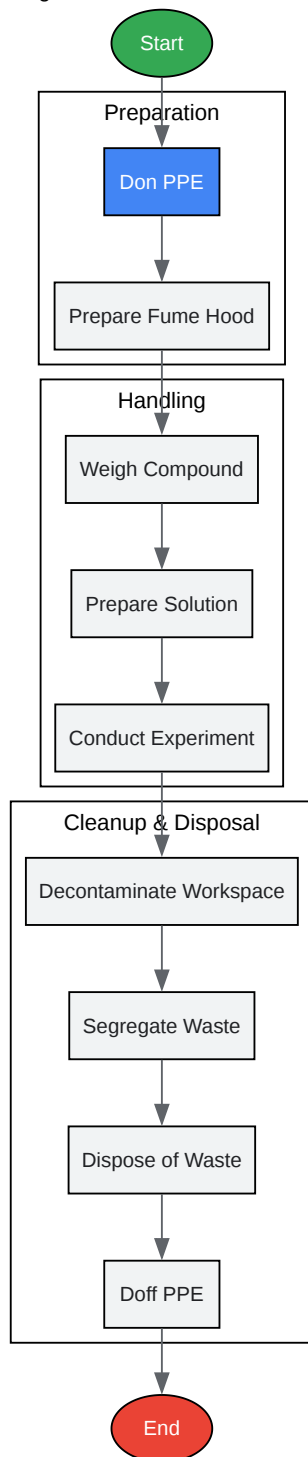 Start
Preparation
Don PPE
Prepare Fume Hood
Handling
Weigh Compound
Prepare Solution
Conduct Experiment
Cleanup & Disposal
Decontaminate Workspace
Segregate Waste
Dispose of Waste
Doff PPE
End